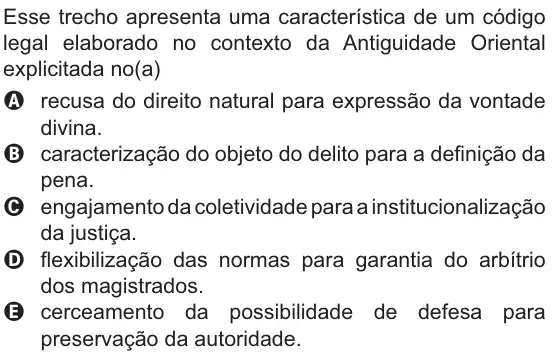 Esse trecho apresenta uma característica de um código
legal elaborado no contexto da Antiguidade Oriental
explicitada no(a)
A recusa do direito natural para expressão da vontade
divina.
B caracterização do objeto do delito para a definição da
pena.
C engajamento da coletividade para a institucionalização
da justiça.
D flexibilização das normas para garantia do arbítrio
dos magistrados.
E cerceamento da possibilidade de defesa para
preservação da autoridade.